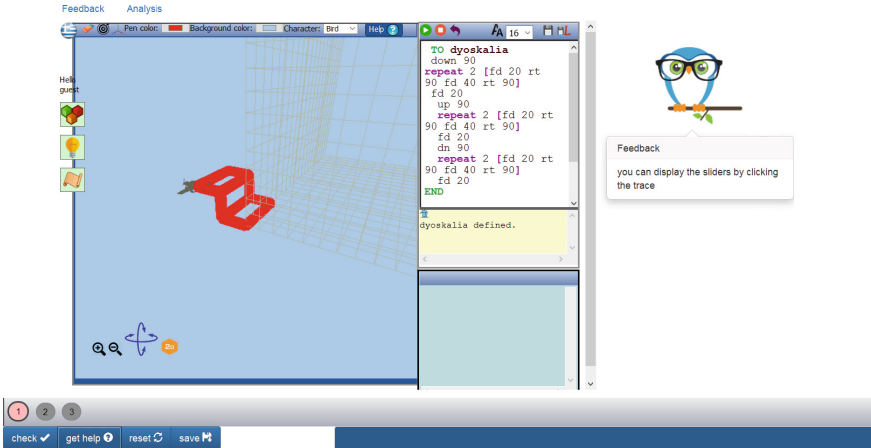 Feedback Analysis
Pen color: Background color: Character: Bird Help ? 16 L
TO dyoskalia
down 90
repeat 2 [fd 20 rt
90 fd 40 rt 90]
fd 20
up 90
repeat 2 [fd 20 rt
90 fd 40 rt 90]
fd 20
dn 90
repeat 2 [fd 20 rt
90 fd 40 rt 90]
fd 20
END
Hello
guest
dyoskalia defined.
2D
Feedback
you can display the sliders by clicking
the trace
1 2 3
check get help ? reset save